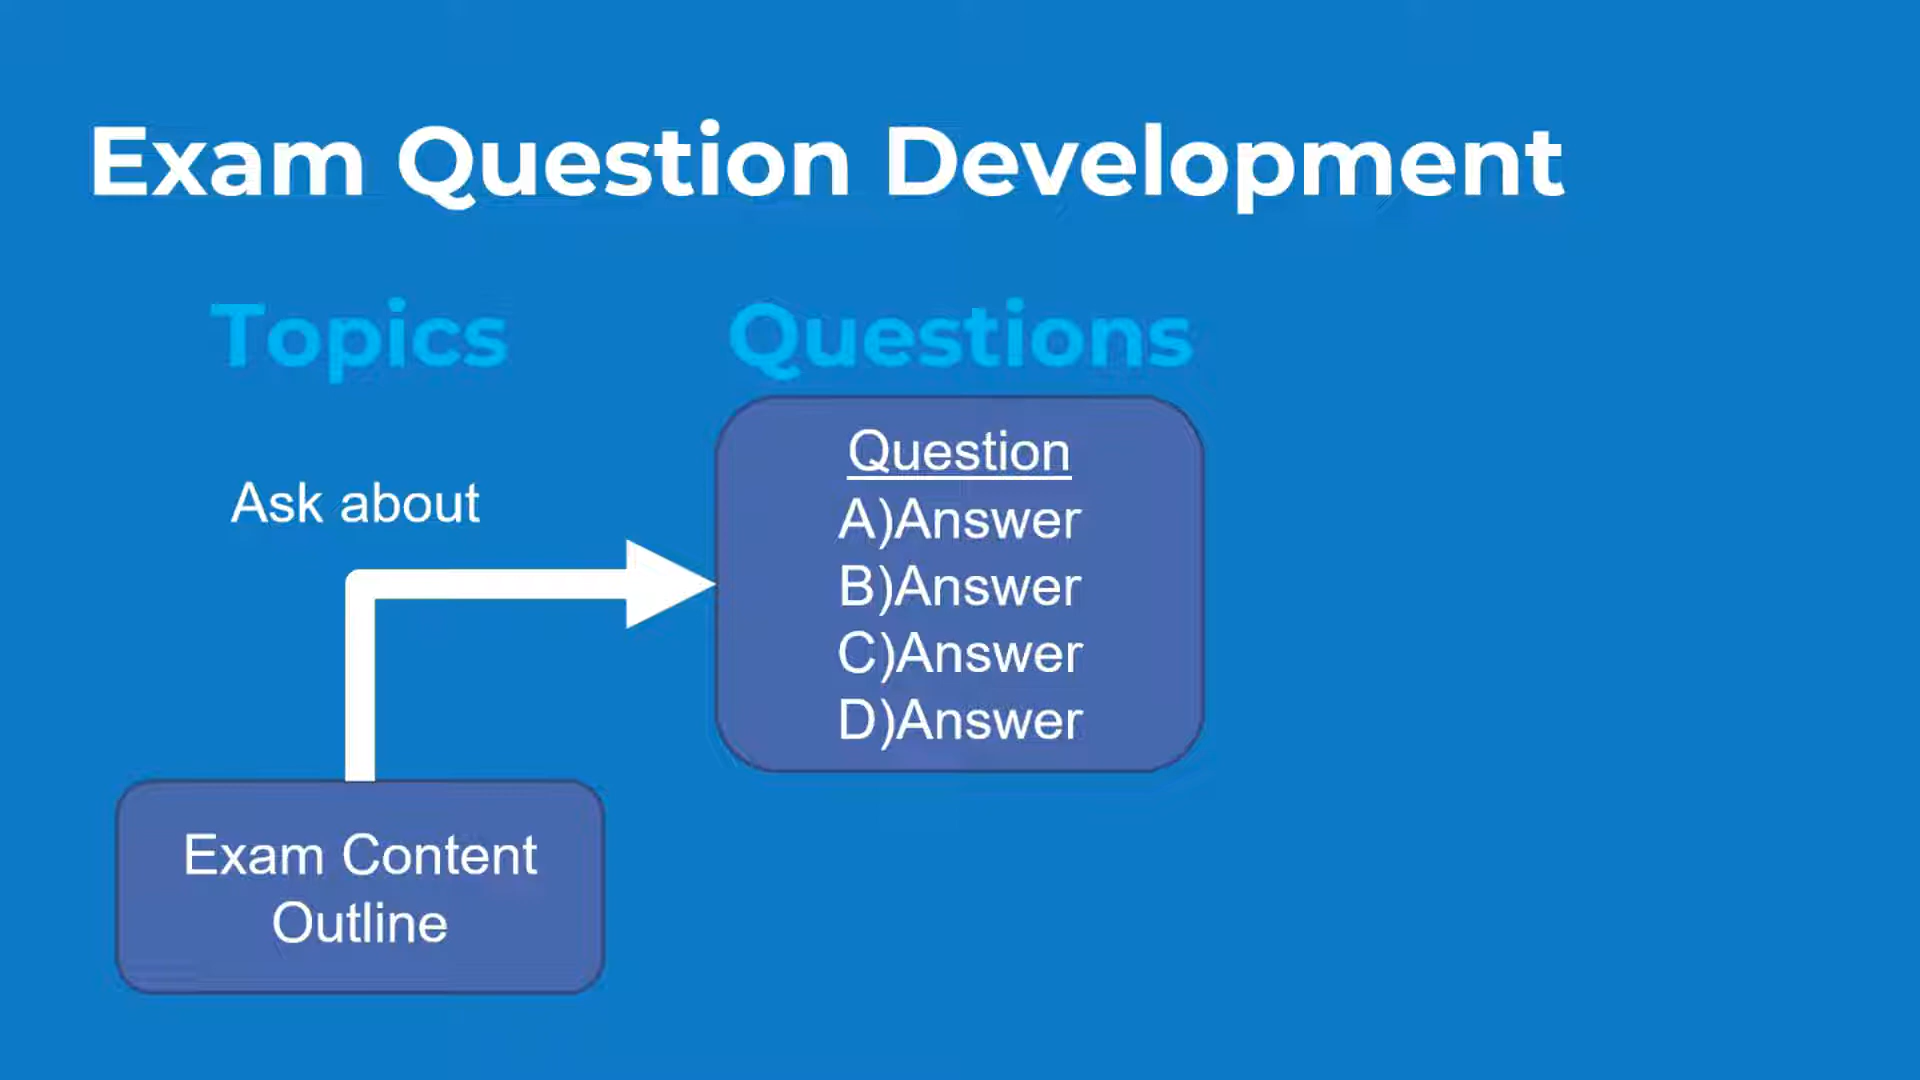 Exam Question Development
Topics
Questions
Ask about
Question
A)Answer
B)Answer
C)Answer
D)Answer
Exam Content
Outline